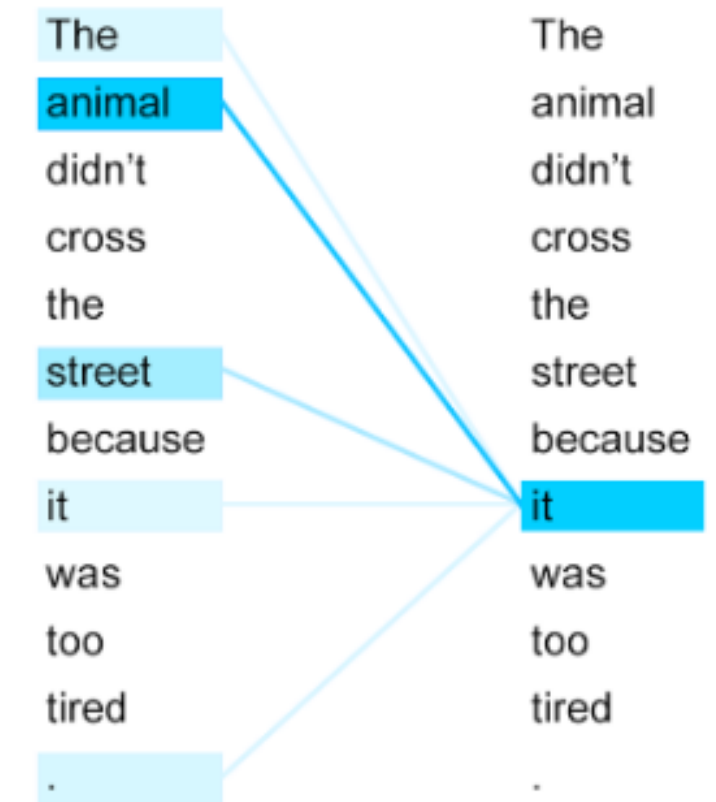 The
animal
didn't
cross
the
street
because
it
was
too
tired
.
The
animal
didn't
cross
the
street
because
it
was
too
tired
.